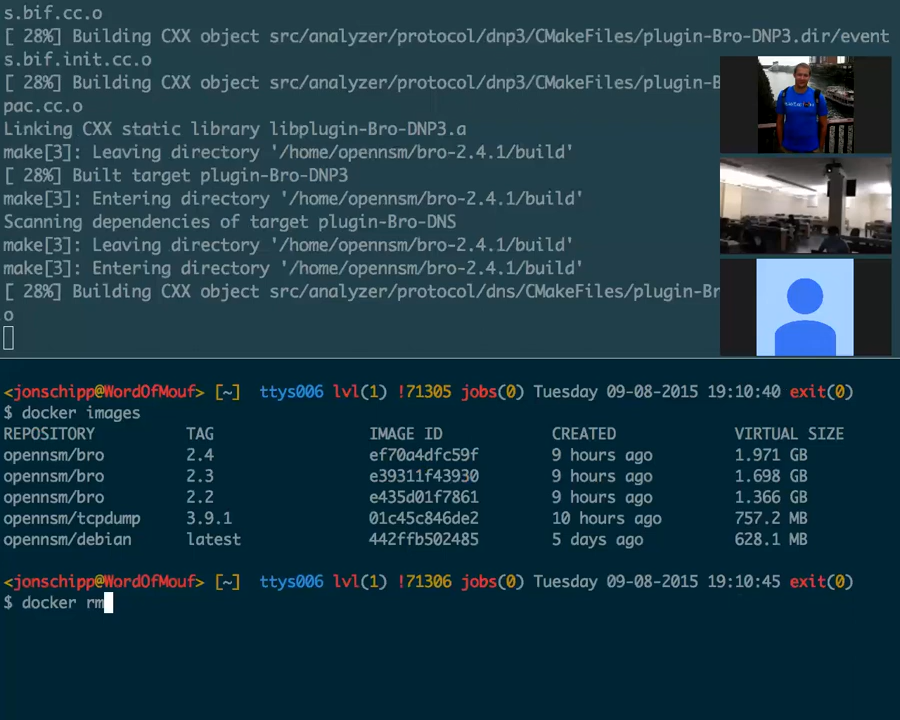 s.bif.cc.o
[ 28%] Building CXX object src/analyzer/protocol/dnp3/CMakeFiles/plugin-Bro-DNP3.dir/event
s.bif.init.cc.o
[ 28%] Building CXX object src/analyzer/protocol/dnp3/CMakeFiles/plugin-B
pac.cc.o
Linking CXX static library libplugin-Bro-DNP3.a
make[3]: Leaving directory '/home/opennsm/bro-2.4.1/build'
[ 28%] Built target plugin-Bro-DNP3
make[3]: Entering directory '/home/opennsm/bro-2.4.1/build'
Scanning dependencies of target plugin-Bro-DNS
make[3]: Leaving directory '/home/opennsm/bro-2.4.1/build'
make[3]: Entering directory '/home/opennsm/bro-2.4.1/build'
[ 28%] Building CXX object src/analyzer/protocol/dns/CMakeFiles/plugin-Br
o
<jonschipp@WordOfMouf> [~] ttys006 lvl(1) !71305 jobs(0) Tuesday 09-08-2015 19:10:40 exit(0)
$ docker images
REPOSITORY TAG IMAGE ID CREATED VIRTUAL SIZE
opennsm/bro 2.4 ef70a4dfc59f 9 hours ago 1.971 GB
opennsm/bro 2.3 e39311f43930 9 hours ago 1.698 GB
opennsm/bro 2.2 e435d01f7861 9 hours ago 1.366 GB
opennsm/tcpdump 3.9.1 01c45c846de2 10 hours ago 757.2 MB
opennsm/debian latest 442ffb502485 5 days ago 628.1 MB
<jonschipp@WordOfMouf> [~] ttys006 lvl(1) !71306 jobs(0) Tuesday 09-08-2015 19:10:45 exit(0)
$ docker rm